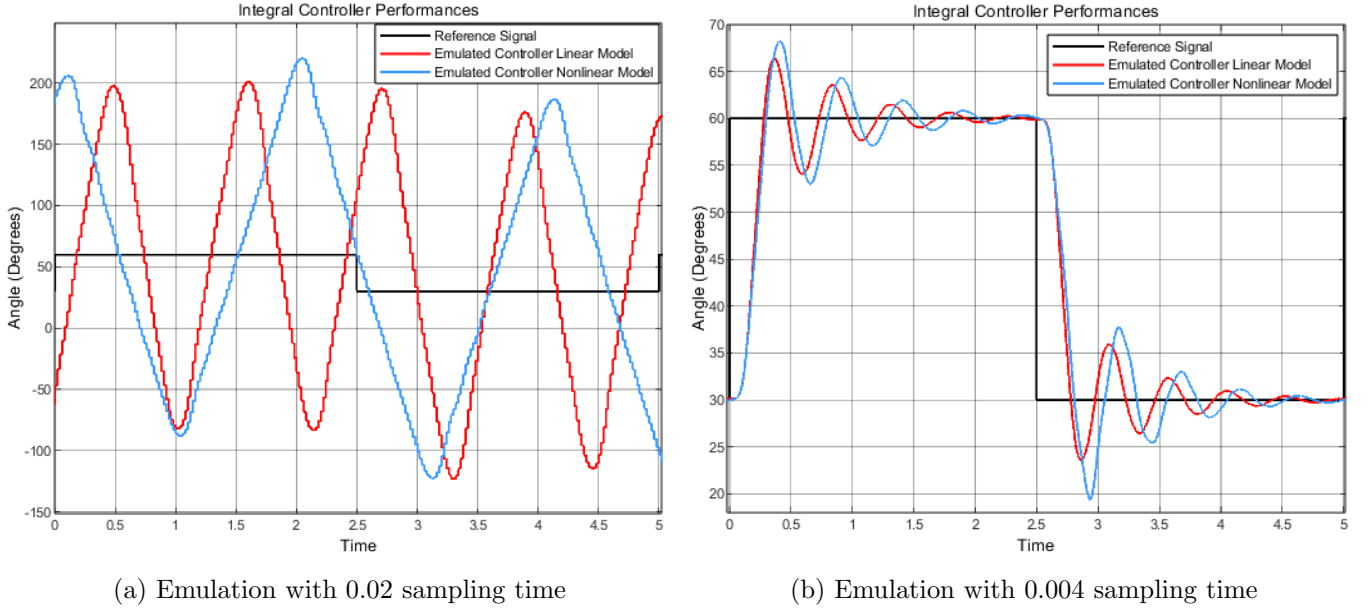 Integral Controller Performances
Reference Signal
Emulated Controller Linear Model
Emulated Controller Nonlinear Model
Angle (Degrees)
200
150
100
50
0
-50
-100
-150
0 0.5 1 1.5 2 2.5 3 3.5 4 4.5 5
Time
(a) Emulation with 0.02 sampling time
Integral Controller Performances
Reference Signal
Emulated Controller Linear Model
Emulated Controller Nonlinear Model
Angle (Degrees)
70
65
60
55
50
45
40
35
30
25
20
0 0.5 1 1.5 2 2.5 3 3.5 4 4.5 5
Time
(b) Emulation with 0.004 sampling time